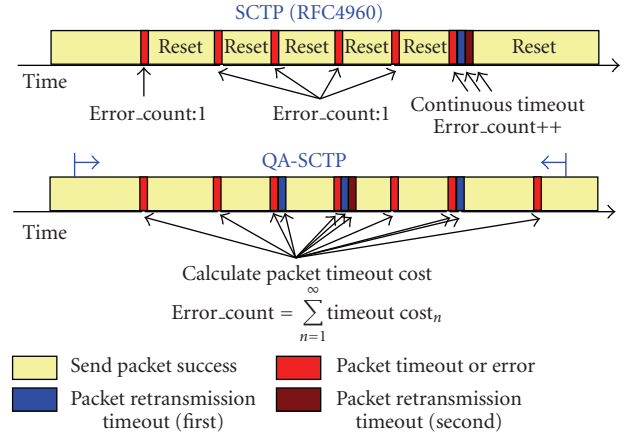 SCTP (RFC4960)
Reset Reset Reset Reset Reset Reset
Time
Error_count:1
Error_count:1
Continuous timeout
Error_count++
QA-SCTP
Time
Calculate packet timeout cost
Error_count = ∞∑n=1 timeout costn
Send packet success
Packet timeout or error
Packet retransmission
timeout (first)
Packet retransmission
timeout (second)